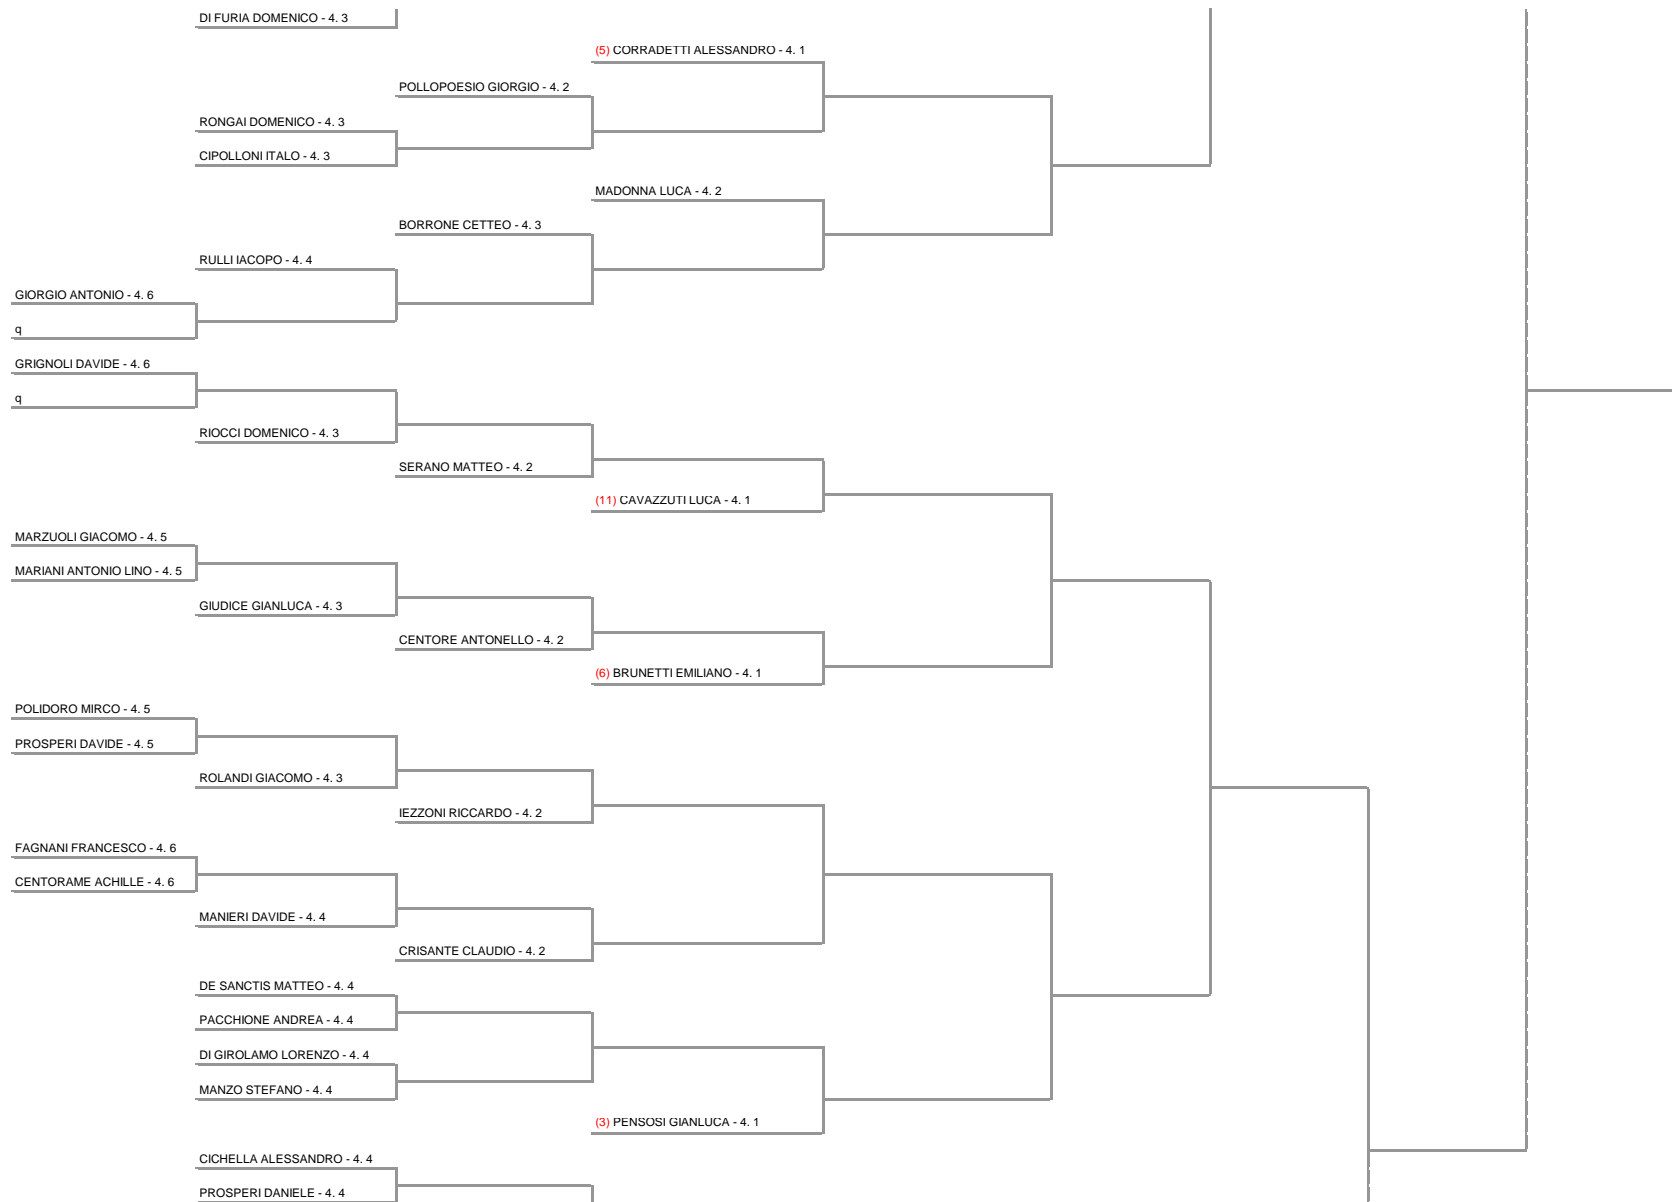 DI FURIA DOMENICO - 4. 3
(5) CORRADETTI ALESSANDRO - 4. 1
POLLOPOESIO GIORGIO - 4. 2
RONGAI DOMENICO - 4. 3
CIPOLLONI ITALO - 4. 3
MADONNA LUCA - 4. 2
BORRONE CETTEO - 4. 3
RULLI IACOPO - 4. 4
GIORGIO ANTONIO - 4. 6
q
GRIGNOLI DAVIDE - 4. 6
q
RIOCCI DOMENICO - 4. 3
SERANO MATTEO - 4. 2
(11) CAVAZZUTI LUCA - 4. 1
MARZUOLI GIACOMO - 4. 5
MARIANI ANTONIO LINO - 4. 5
GIUDICE GIANLUCA - 4. 3
CENTORE ANTONELLO - 4. 2
(6) BRUNETTI EMILIANO - 4. 1
POLIDORO MIRCO - 4. 5
PROSPERI DAVIDE - 4. 5
ROLANDI GIACOMO - 4. 3
IEZZONI RICCARDO - 4. 2
FAGNANI FRANCESCO - 4. 6
CENTORAME ACHILLE - 4. 6
MANIERI DAVIDE - 4. 4
CRISANTE CLAUDIO - 4. 2
DE SANCTIS MATTEO - 4. 4
PACCHIONE ANDREA - 4. 4
DI GIROLAMO LORENZO - 4. 4
MANZO STEFANO - 4. 4
(3) PENSOSI GIANLUCA - 4. 1
CICHELLA ALESSANDRO - 4. 4
PROSPERI DANIELE - 4. 4